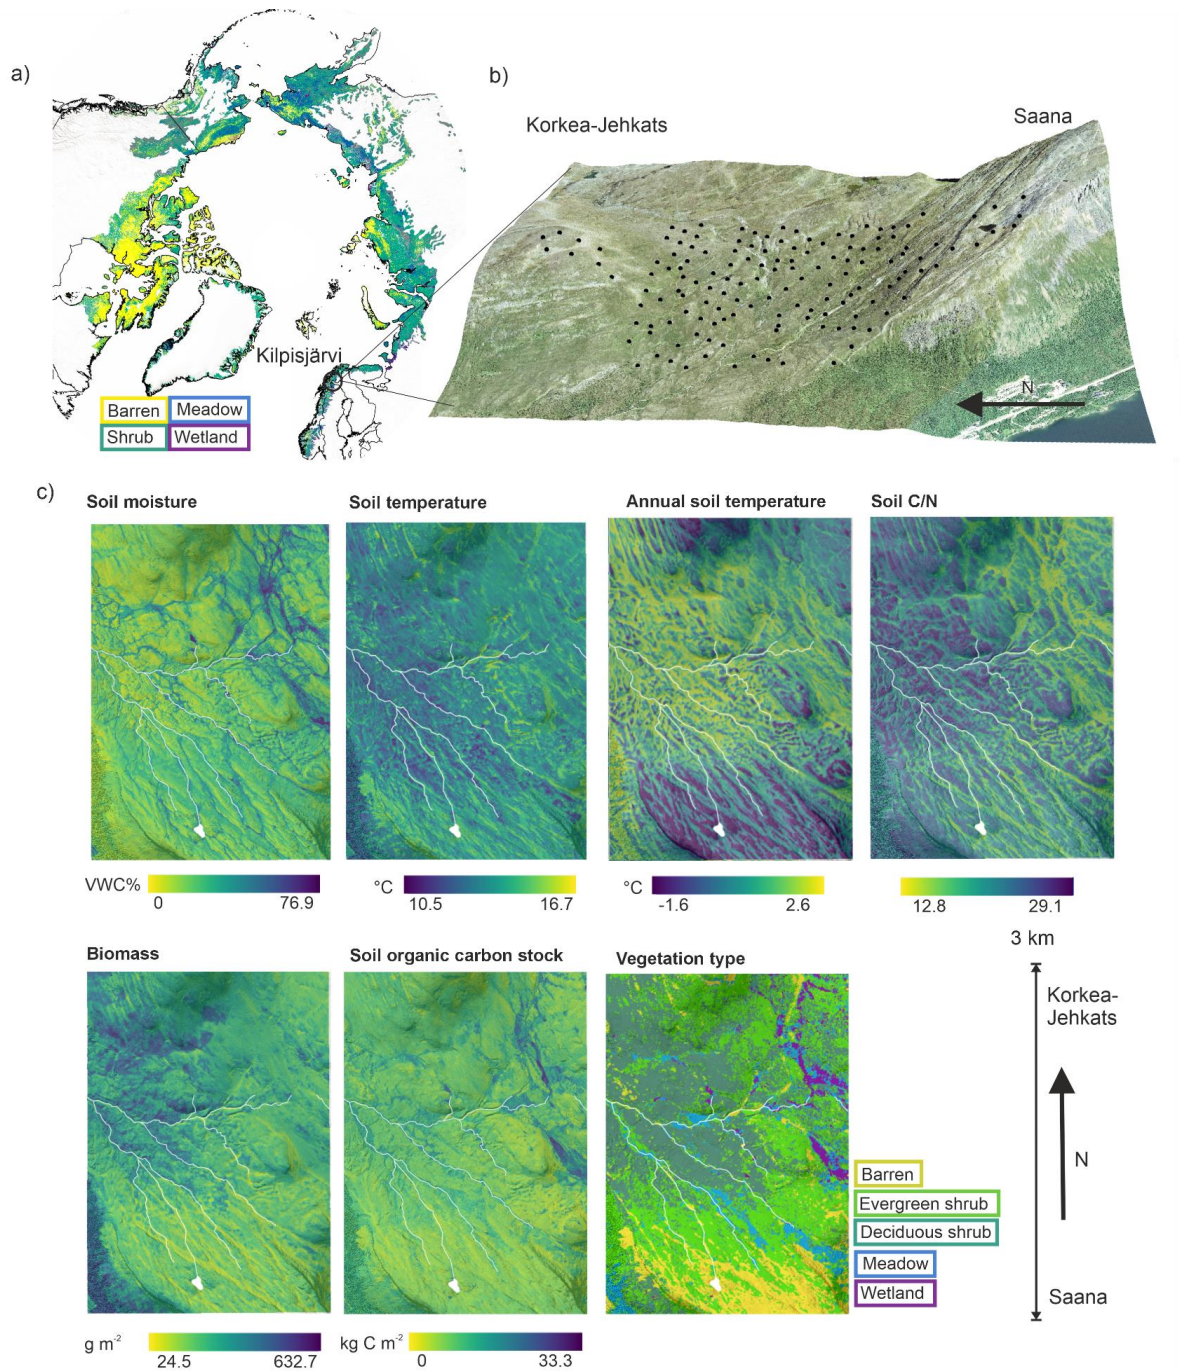 a)
b)
Korkea-Jehkats
Saana
Kilpisjärvi
Barren
Meadow
Shrub
Wetland
N
c)
Soil moisture
Soil temperature
Annual soil temperature
Soil C/N
VWC%
0
76.9
°C
10.5
16.7
°C
-1.6
2.6
12.8
29.1
3 km
Biomass
Soil organic carbon stock
Vegetation type
Korkea-
Jehkats
N
Barren
Evergreen shrub
Deciduous shrub
Meadow
Wetland
Saana
g m⁻²
24.5
632.7
kg C m⁻²
0
33.3